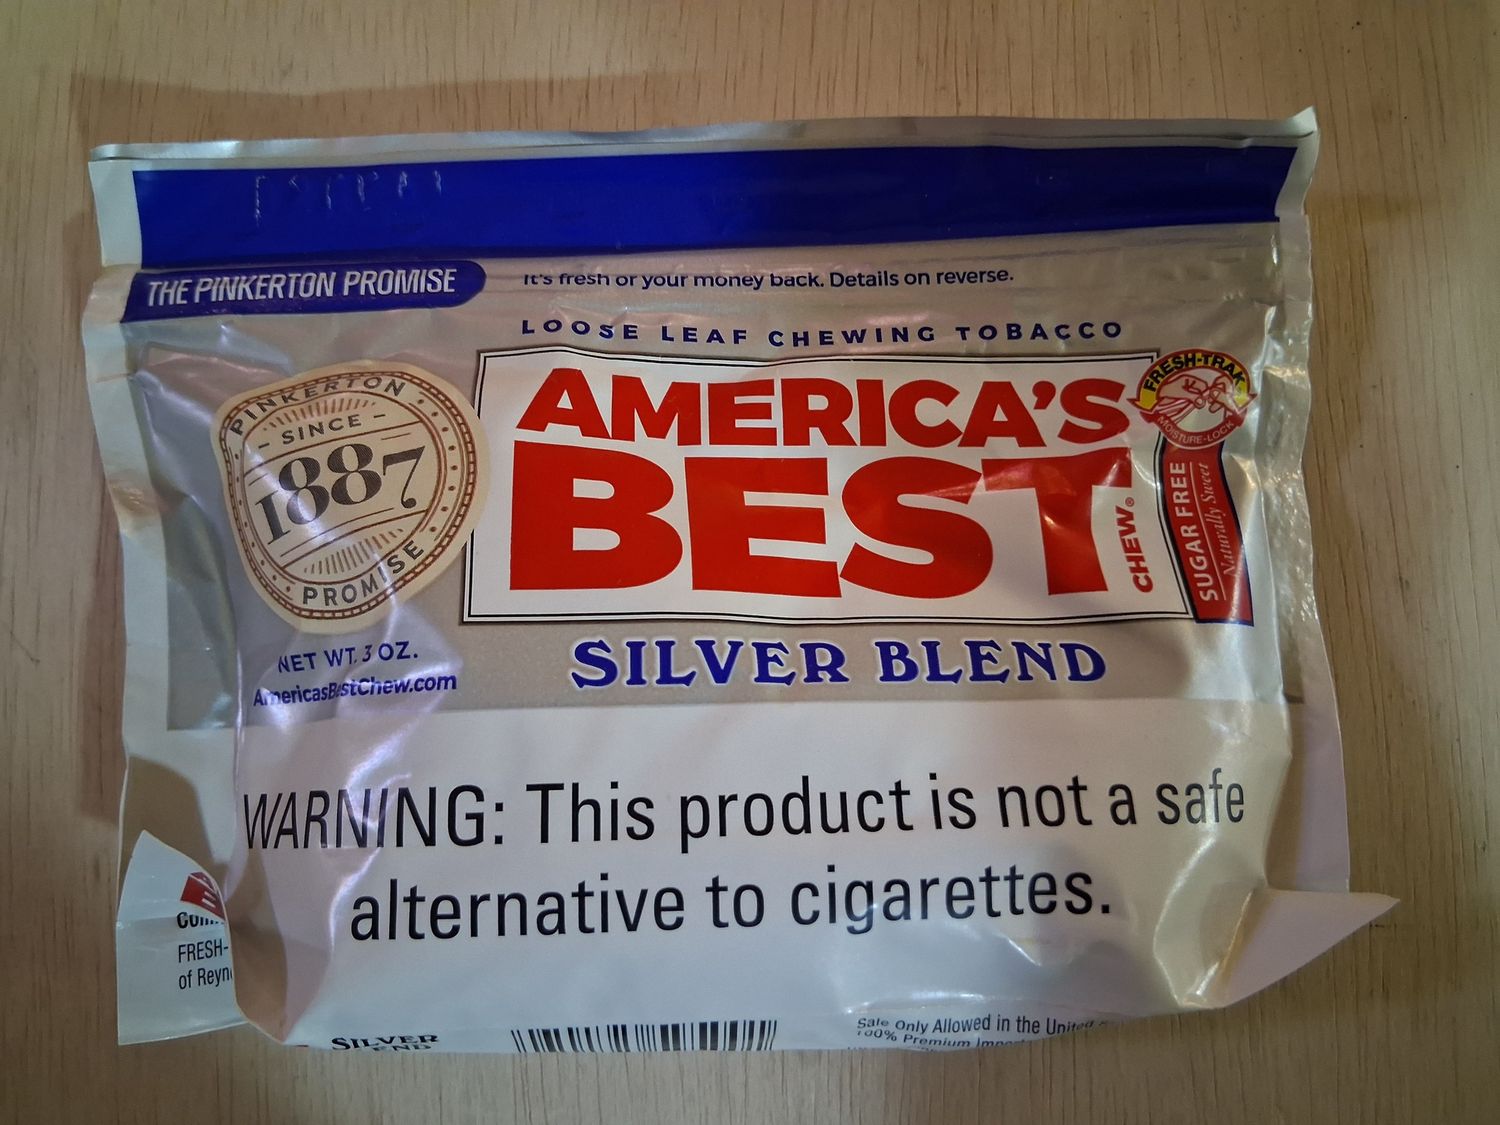 THE PINKERTON PROMISE
It's fresh or your money back. Details on reverse.
LOOSE LEAF CHEWING TOBACCO
PINKERTON
- SINCE -
1887
PROMISE
AMERICA'S
BEST
CHEW.®
FRESH-TRAK
MOISTURE-LOCK
SUGAR FREE
Naturally Sweet
NET WT. 3 OZ.
AmericasBestChew.com
SILVER BLEND
WARNING: This product is not a safe
alternative to cigarettes.
FRESH-
of Reyn
SILVER
Sale Only Allowed in the United
100% Premium